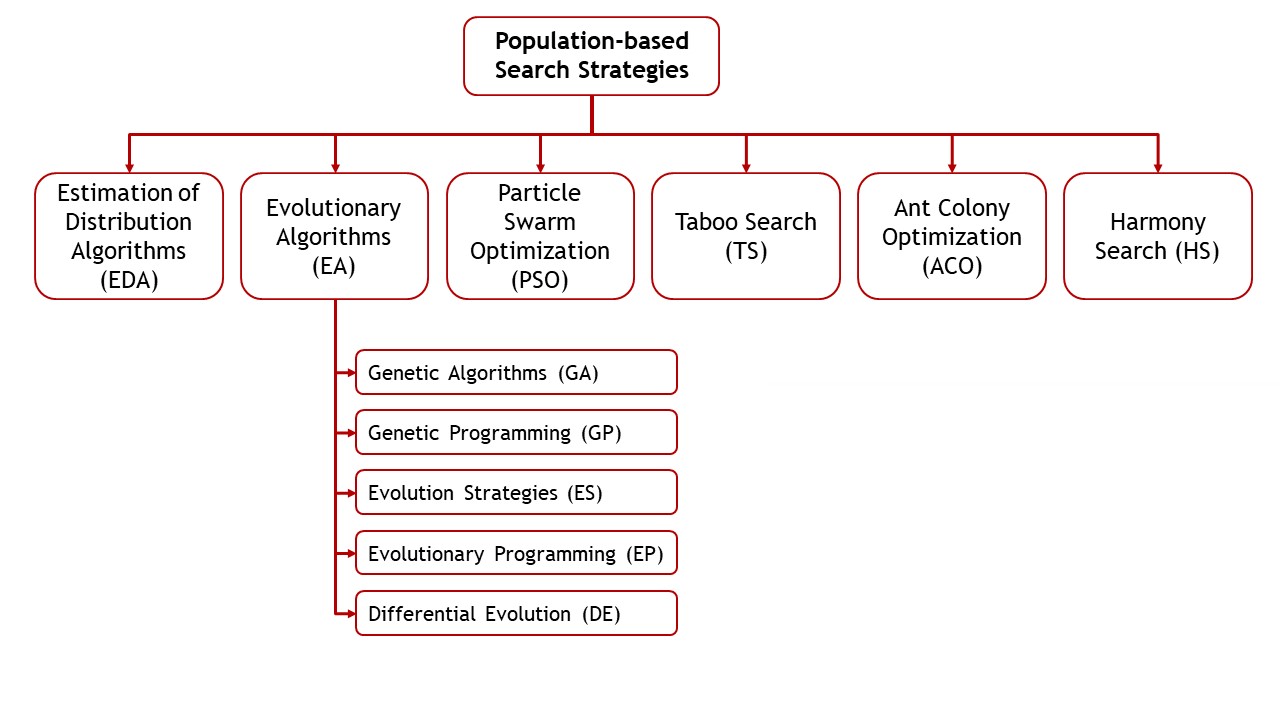 Population-based
Search Strategies
Estimation of
Distribution
Algorithms
(EDA)
Evolutionary
Algorithms
(EA)
Particle
Swarm
Optimization
(PSO)
Taboo Search
(TS)
Ant Colony
Optimization
(ACO)
Harmony
Search (HS)
Genetic Algorithms (GA)
Genetic Programming (GP)
Evolution Strategies (ES)
Evolutionary Programming (EP)
Differential Evolution (DE)